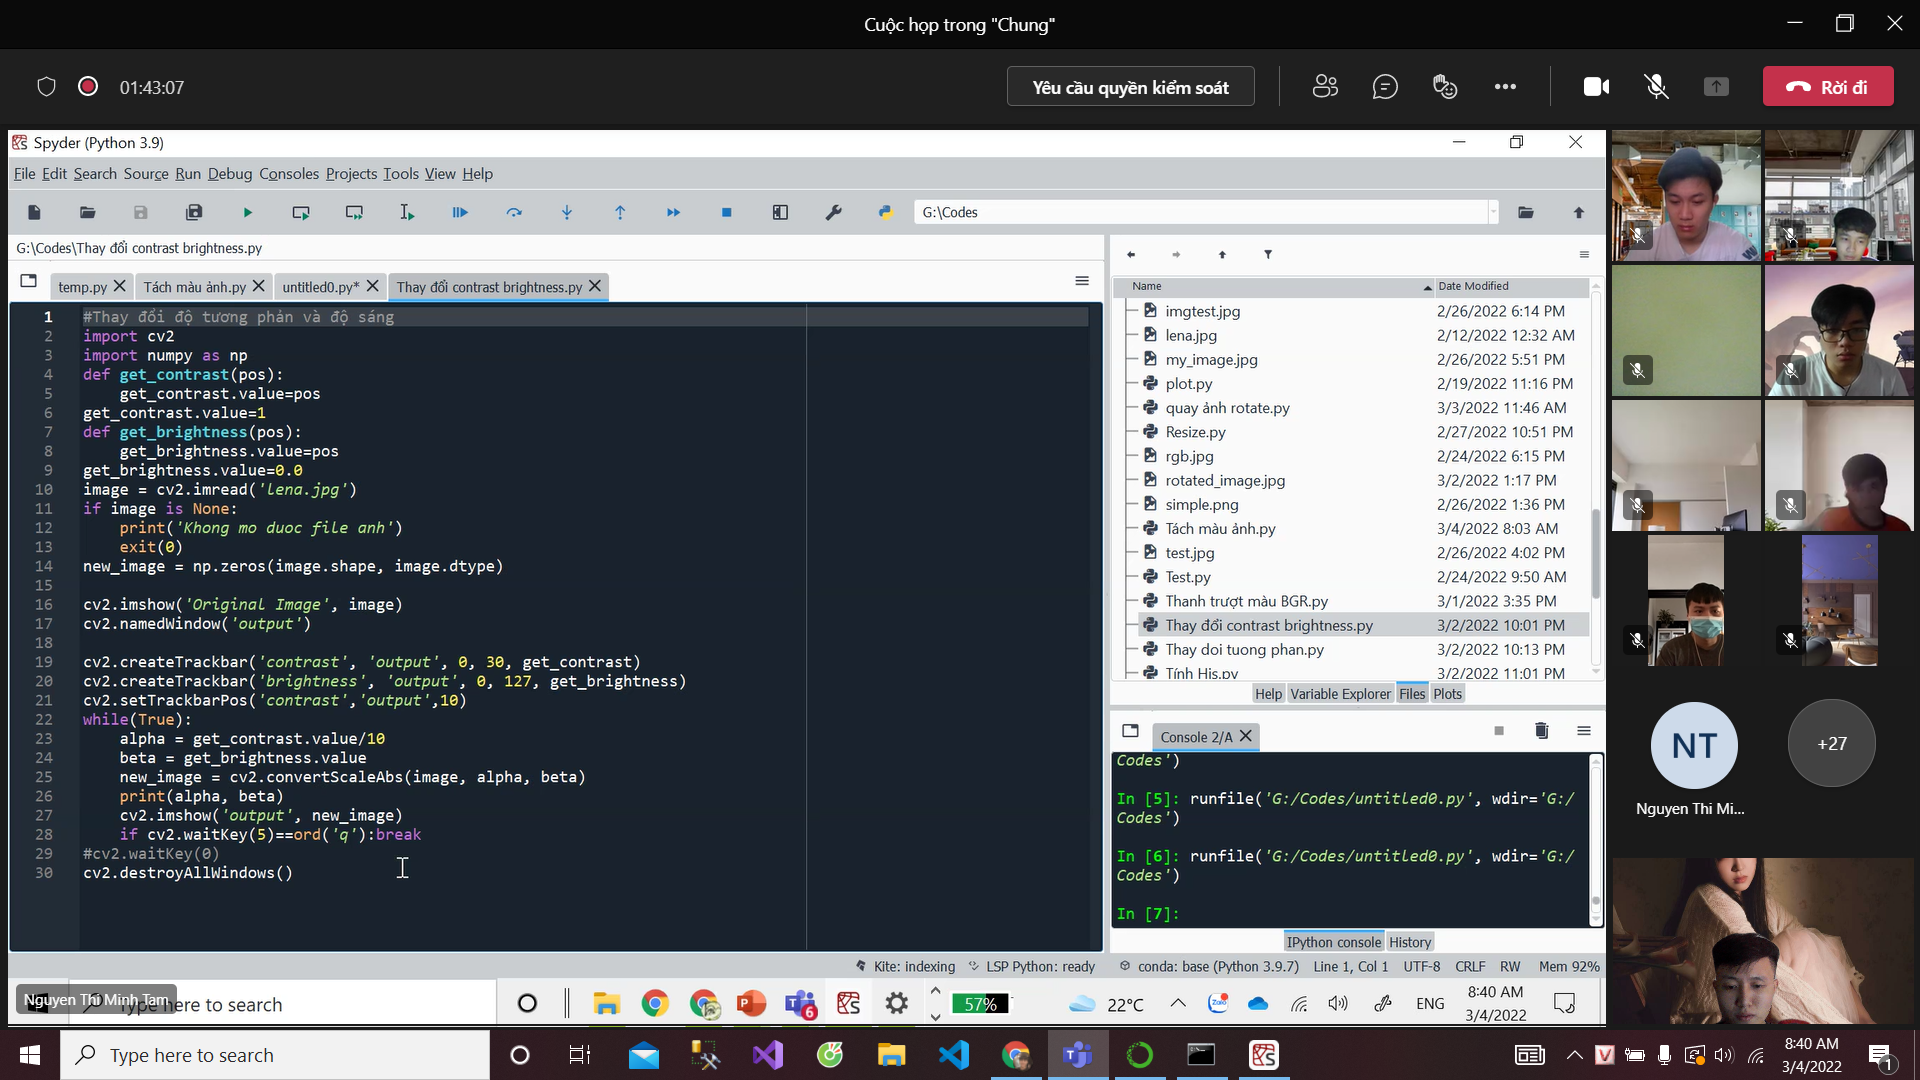 Cuộc họp trong "Chung"
01:43:07
Yêu cầu quyền kiểm soát
Rời đi
Spyder (Python 3.9)
File Edit Search Source Run Debug Consoles Projects Tools View Help
G:\Codes
G:\Codes\Thay đổi contrast brightness.py
temp.py
Tách màu ảnh.py
untitled0.py*
Thay đổi contrast brightness.py
1 #Thay đổi độ tương phản và độ sáng
2 import cv2
3 import numpy as np
4 def get_contrast(pos):
5 get_contrast.value=pos
6 get_contrast.value=1
7 def get_brightness(pos):
8 get_brightness.value=pos
9 get_brightness.value=0.0
10 image = cv2.imread('lena.jpg')
11 if image is None:
12 print('Khong mo duoc file anh')
13 exit(0)
14 new_image = np.zeros(image.shape, image.dtype)
15
16 cv2.imshow('Original Image', image)
17 cv2.namedWindow('output')
18
19 cv2.createTrackbar('contrast', 'output', 0, 30, get_contrast)
20 cv2.createTrackbar('brightness', 'output', 0, 127, get_brightness)
21 cv2.setTrackbarPos('contrast','output',10)
22 while(True):
23 alpha = get_contrast.value/10
24 beta = get_brightness.value
25 new_image = cv2.convertScaleAbs(image, alpha, beta)
26 print(alpha, beta)
27 cv2.imshow('output', new_image)
28 if cv2.waitKey(5)==ord('q'):break
29 #cv2.waitKey(0)
30 cv2.destroyAllWindows()
Name Date Modified
imgtest.jpg 2/26/2022 6:14 PM
lena.jpg 2/12/2022 12:32 AM
my_image.jpg 2/26/2022 5:51 PM
plot.py 2/19/2022 11:16 PM
quay ảnh rotate.py 3/3/2022 11:46 AM
Resize.py 2/27/2022 10:51 PM
rgb.jpg 2/24/2022 6:15 PM
rotated_image.jpg 3/2/2022 1:17 PM
simple.png 2/26/2022 1:36 PM
Tách màu ảnh.py 3/4/2022 8:03 AM
test.jpg 2/26/2022 4:02 PM
Test.py 2/24/2022 9:50 AM
Thanh trượt màu BGR.py 3/1/2022 3:35 PM
Thay đổi contrast brightness.py 3/2/2022 10:01 PM
Thay doi tuong phan.py 3/2/2022 10:13 PM
Tính His.py 3/2/2022 11:01 PM
Help Variable Explorer Files Plots
Console 2/A
Codes')
In [5]: runfile('G:/Codes/untitled0.py', wdir='G:/
Codes')
In [6]: runfile('G:/Codes/untitled0.py', wdir='G:/
Codes')
In [7]:
IPython console History
Kite: indexing LSP Python: ready conda: base (Python 3.9.7) Line 1, Col 1 UTF-8 CRLF RW Mem 92%
NT
+27
Nguyen Thi Mi...
Nguyen Thi Minh Tam
Type here to search
6
57%
22°C
Zalo
ENG
8:40 AM
3/4/2022
Type here to search
V
8:40 AM
3/4/2022
1